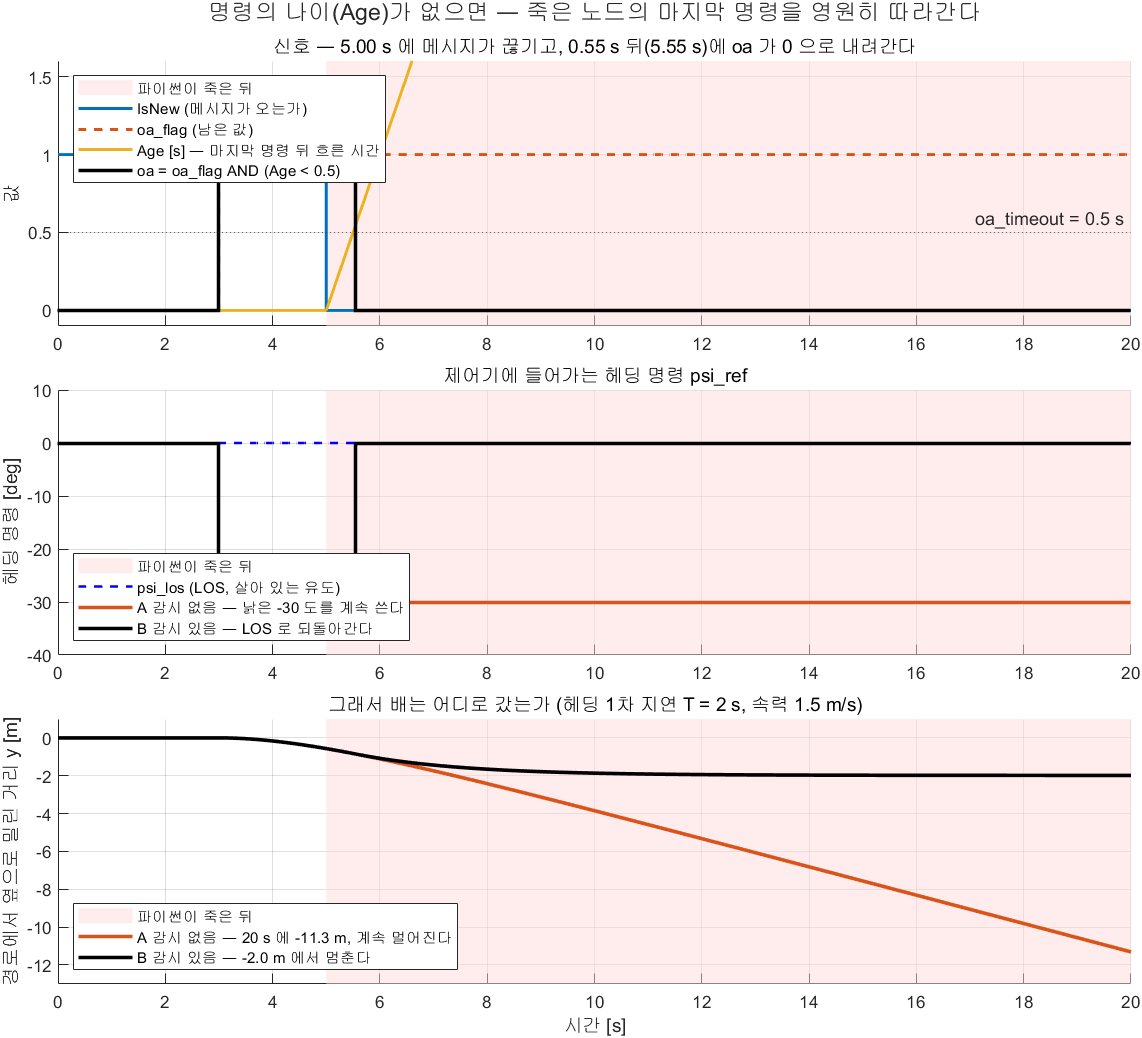 명령의 나이(Age)가 없으면 — 죽은 노드의 마지막 명령을 영원히 따라간다
신호 — 5.00 s 에 메시지가 끊기고, 0.55 s 뒤(5.55 s)에 oa 가 0 으로 내려간다
파이썬이 죽은 뒤
IsNew (메시지가 오는가)
oa_flag (남은 값)
Age [s] — 마지막 명령 뒤 흐른 시간
oa = oa_flag AND (Age < 0.5)
oa_timeout = 0.5 s
값
1.5
1
0.5
0
0 2 4 6 8 10 12 14 16 18 20
제어기에 들어가는 헤딩 명령 psi_ref
헤딩 명령 [deg]
10
0
-10
-20
-30
-40
파이썬이 죽은 뒤
psi_los (LOS, 살아 있는 유도)
A 감시 없음 — 낡은 -30 도를 계속 쓴다
B 감시 있음 — LOS 로 되돌아간다
0 2 4 6 8 10 12 14 16 18 20
그래서 배는 어디로 갔는가 (헤딩 1차 지연 T = 2 s, 속력 1.5 m/s)
경로에서 옆으로 밀린 거리 y [m]
0
-2
-4
-6
-8
-10
-12
파이썬이 죽은 뒤
A 감시 없음 — 20 s 에 -11.3 m, 계속 멀어진다
B 감시 있음 — -2.0 m 에서 멈춘다
0 2 4 6 8 10 12 14 16 18 20
시간 [s]